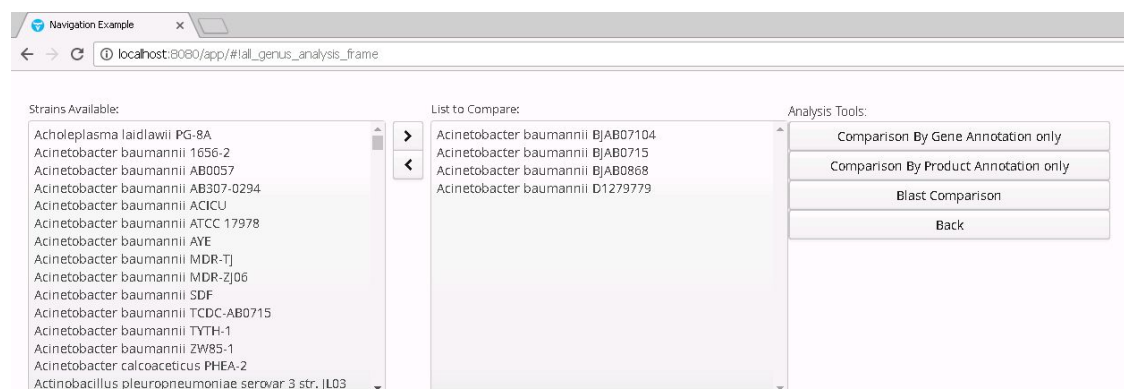 Navigation Example
localhost:8080/app/#!all_genus_analysis_frame
Strains Available:
Acholeplasma laidlawii PG-8A
Acinetobacter baumannii 1656-2
Acinetobacter baumannii AB0057
Acinetobacter baumannii AB307-0294
Acinetobacter baumannii ACICU
Acinetobacter baumannii ATCC 17978
Acinetobacter baumannii AYE
Acinetobacter baumannii MDR-TJ
Acinetobacter baumannii MDR-ZJ06
Acinetobacter baumannii SDF
Acinetobacter baumannii TCDC-AB0715
Acinetobacter baumannii TYTH-1
Acinetobacter baumannii ZW85-1
Acinetobacter calcoaceticus PHEA-2
Actinobacillus pleuropneumoniae serovar 3 str. JL03
List to Compare:
Acinetobacter baumannii BJAB07104
Acinetobacter baumannii BJAB0715
Acinetobacter baumannii BJAB0868
Acinetobacter baumannii D1279779
Analysis Tools:
Comparison By Gene Annotation only
Comparison By Product Annotation only
Blast Comparison
Back